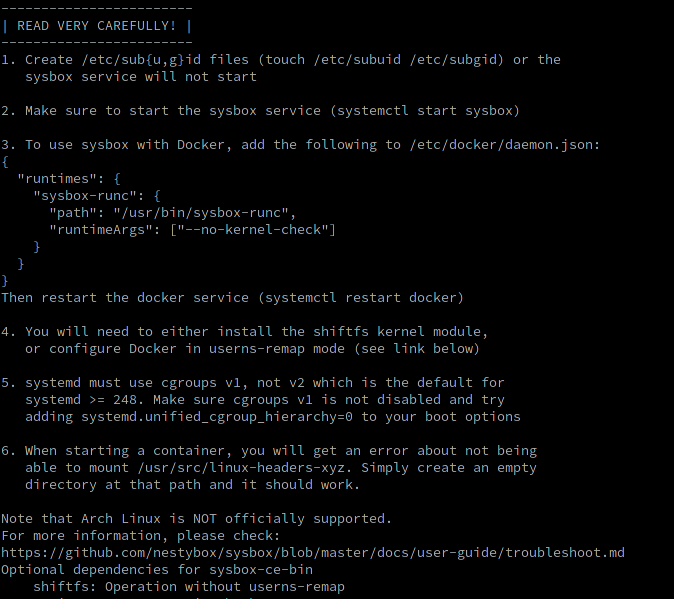 ------------------------
| READ VERY CAREFULLY! |
------------------------
1. Create /etc/sub{u,g}id files (touch /etc/subuid /etc/subgid) or the
   sysbox service will not start

2. Make sure to start the sysbox service (systemctl start sysbox)

3. To use sysbox with Docker, add the following to /etc/docker/daemon.json:
{
  "runtimes": {
    "sysbox-runc": {
      "path": "/usr/bin/sysbox-runc",
      "runtimeArgs": ["--no-kernel-check"]
    }
  }
}
Then restart the docker service (systemctl restart docker)

4. You will need to either install the shiftfs kernel module,
   or configure Docker in userns-remap mode (see link below)

5. systemd must use cgroups v1, not v2 which is the default for
   systemd >= 248. Make sure cgroups v1 is not disabled and try
   adding systemd.unified_cgroup_hierarchy=0 to your boot options

6. When starting a container, you will get an error about not being
   able to mount /usr/src/linux-headers-xyz. Simply create an empty
   directory at that path and it should work.

Note that Arch Linux is NOT officially supported.
For more information, please check:
https://github.com/nestybox/sysbox/blob/master/docs/user-guide/troubleshoot.md
Optional dependencies for sysbox-ce-bin
    shiftfs: Operation without userns-remap